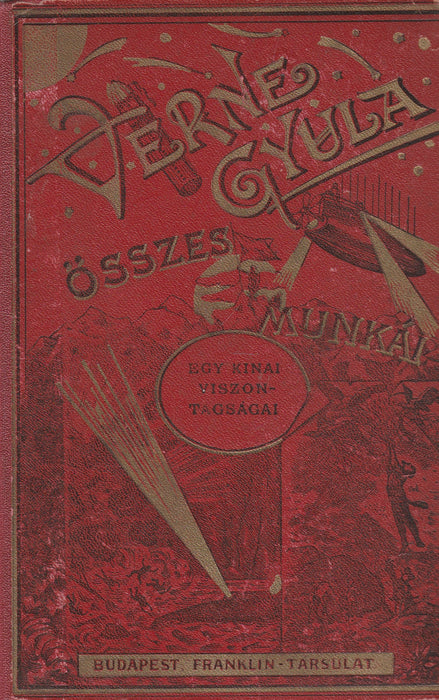 VERNE
GYULA
ÖSSZES
MUNKÁI
EGY KINAI
VISZON-
TAGSÁGAI
BUDAPEST, FRANKLIN-TÁRSULAT